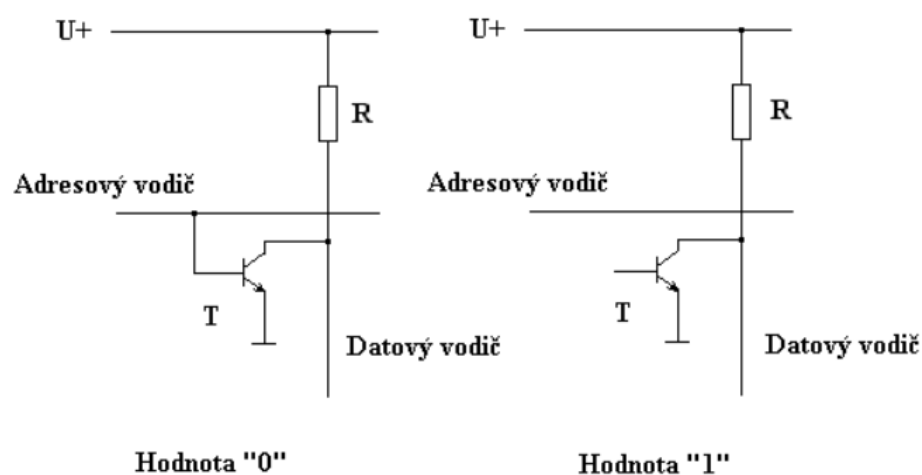 U+
R
Adresový vodič
T
Datový vodič
Hodnota "0"
U+
R
Adresový vodič
T
Datový vodič
Hodnota "1"